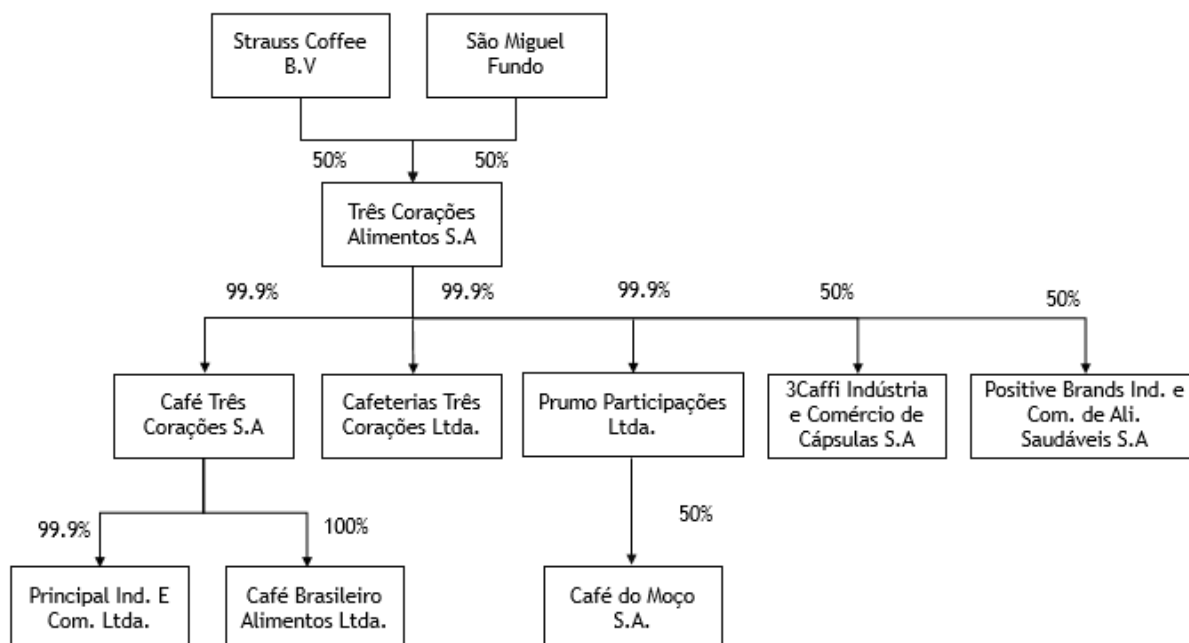 Strauss Coffee
B.V
São Miguel
Fundo
50%
50%
Três Corações
Alimentos S.A
99.9%
99.9%
99.9%
50%
50%
Café Três
Corações S.A
Cafeterias Três
Corações Ltda.
Prumo Participações
Ltda.
3Caffi Indústria
e Comércio de
Cápsulas S.A
Positive Brands Ind. e
Com. de Ali.
Saudáveis S.A
99.9%
100%
50%
Principal Ind. E
Com. Ltda.
Café Brasileiro
Alimentos Ltda.
Café do Moço
S.A.